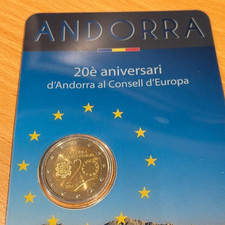 ANDORRA
20è aniversari
d'Andorra al Consell d'Europa